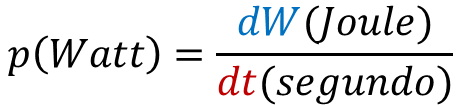 p(Watt) = dW(Joule) / dt(segundo)